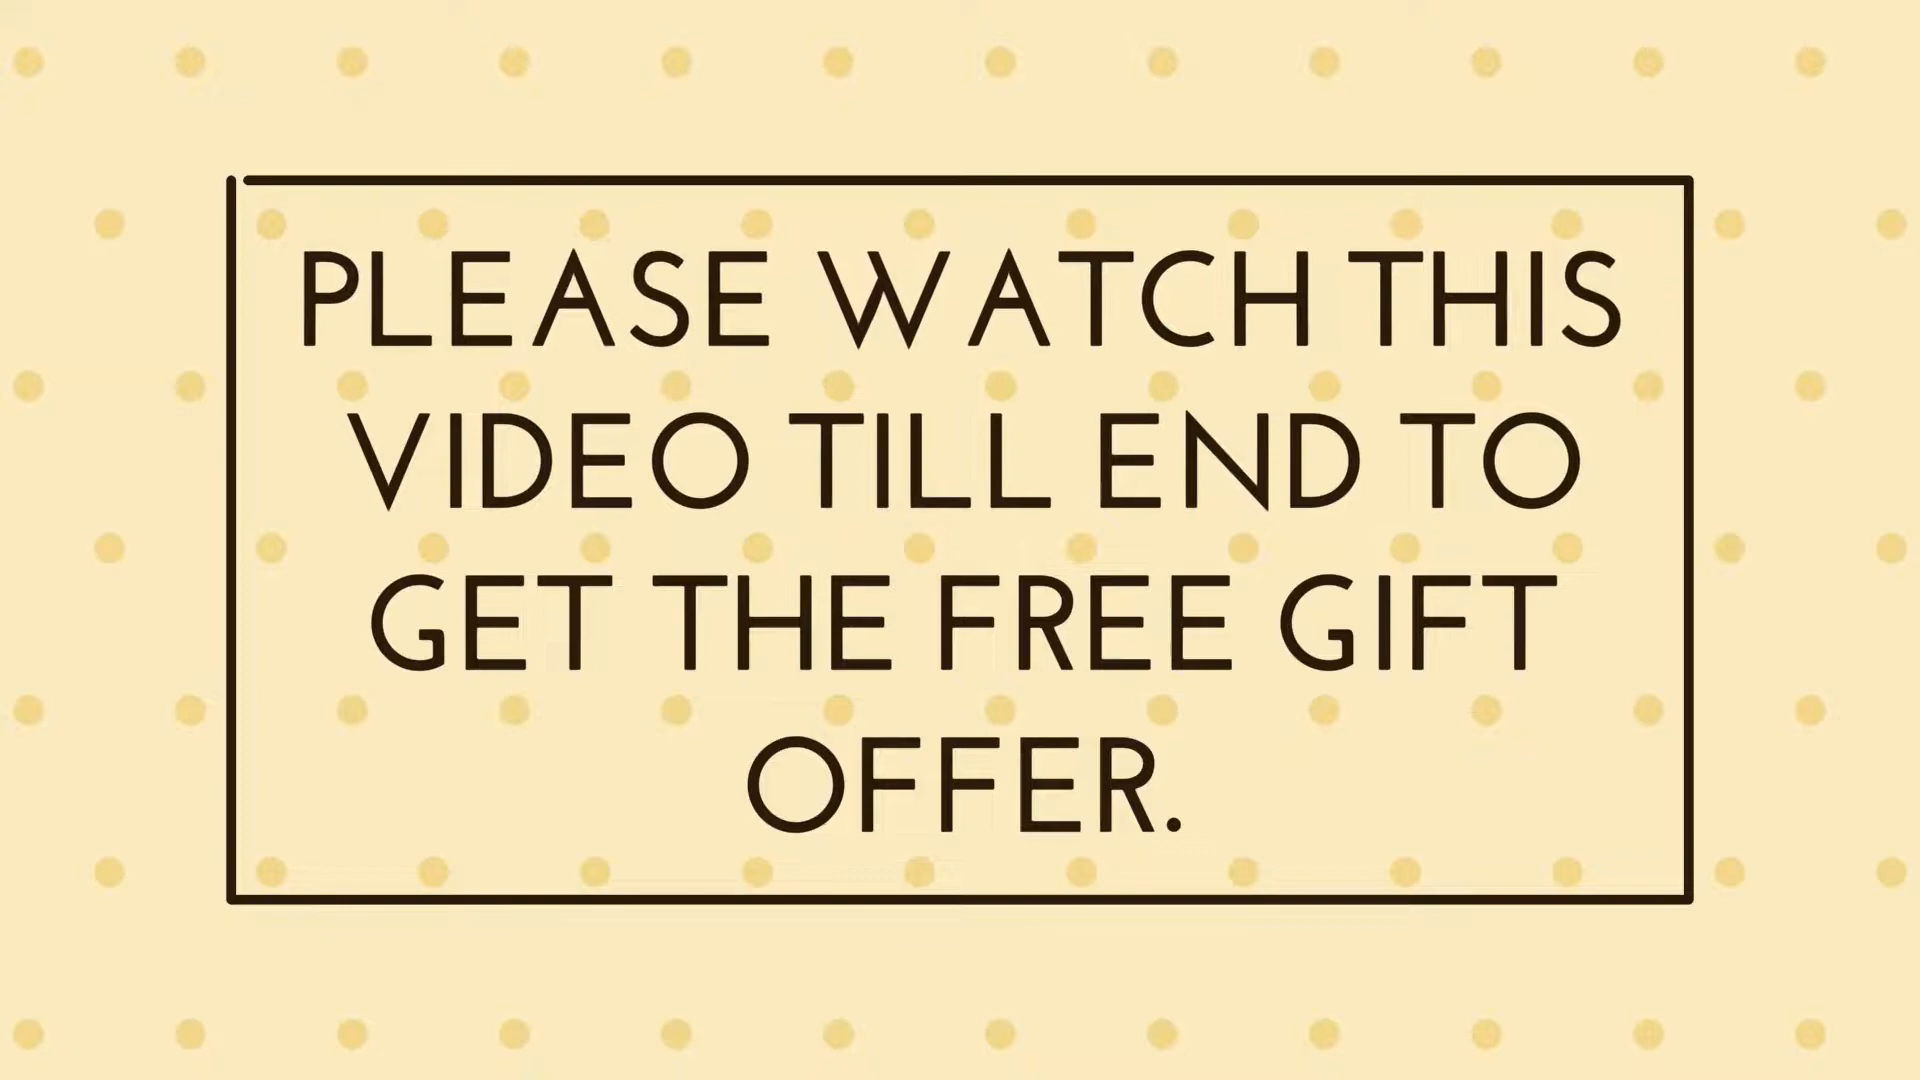 PLEASE WATCH THIS
VIDEO TILL END TO
GET THE FREE GIFT
OFFER.